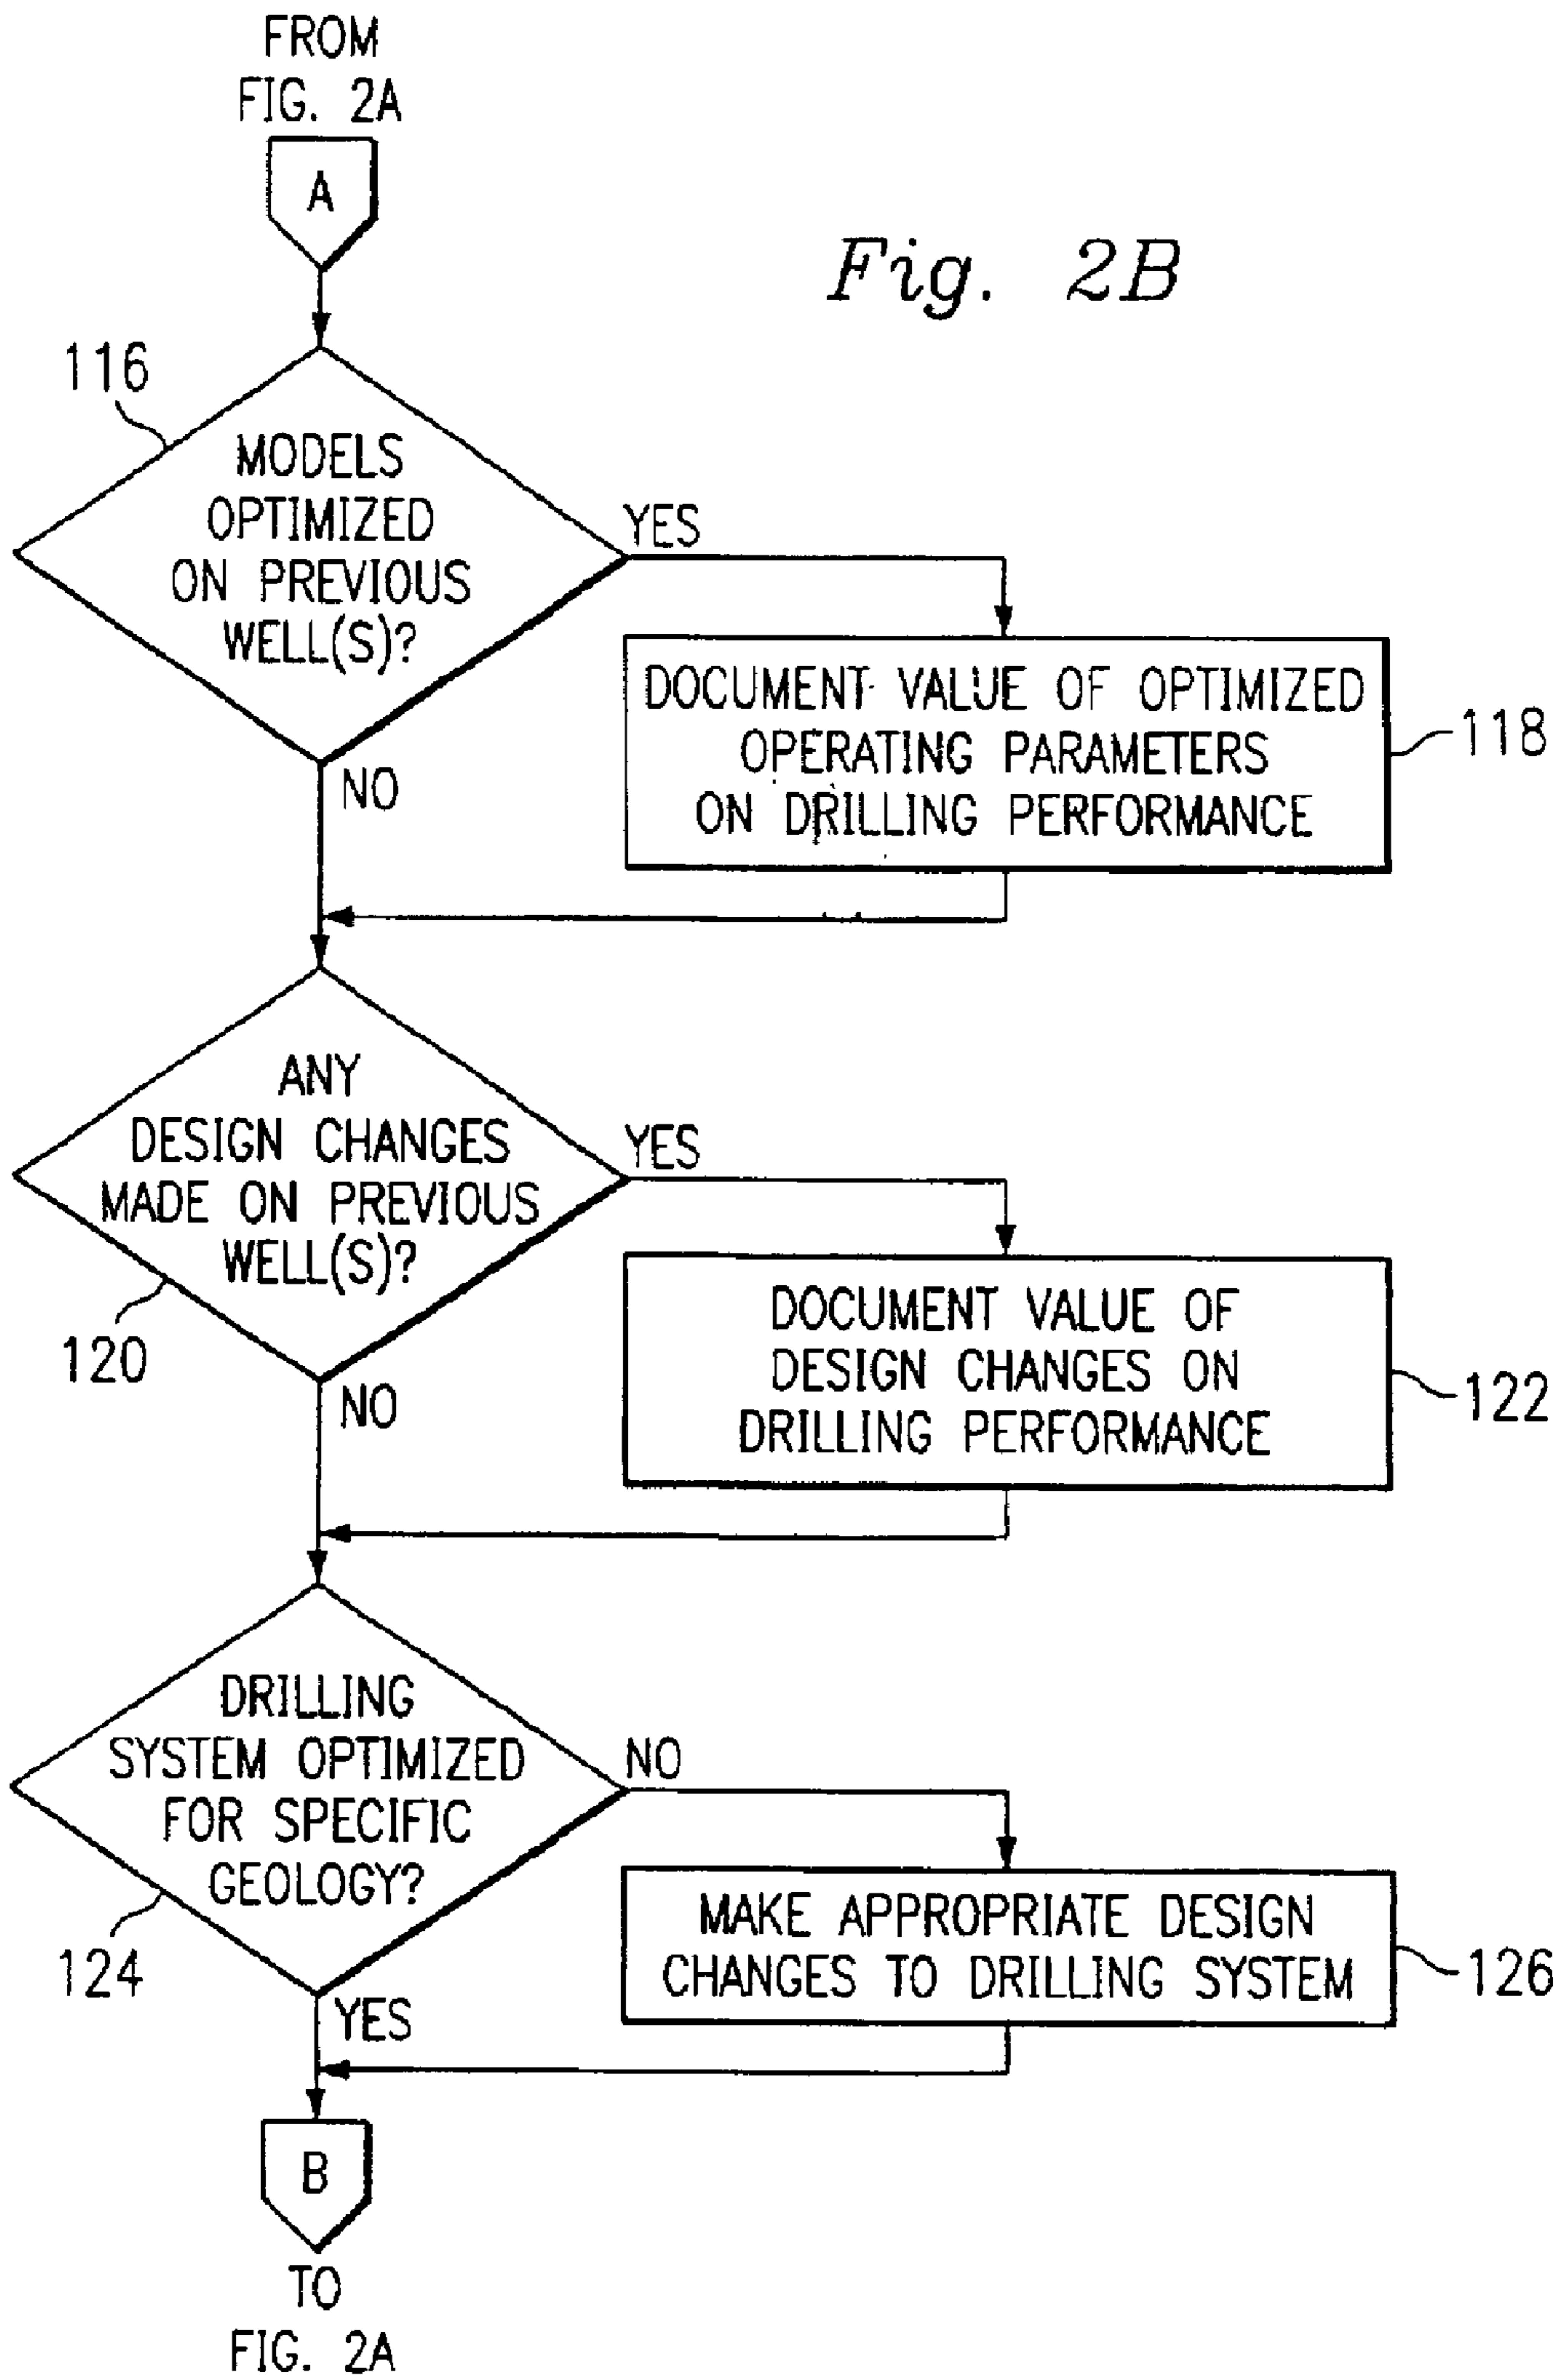 FROM
FIG. 2A
A
Fig. 2B
116
MODELS
OPTIMIZED
ON PREVIOUS
WELL(S)?
YES
NO
DOCUMENT VALUE OF OPTIMIZED
OPERATING PARAMETERS
ON DRILLING PERFORMANCE
118
ANY
DESIGN CHANGES
MADE ON PREVIOUS
WELL(S)?
YES
120
NO
DOCUMENT VALUE OF
DESIGN CHANGES ON
DRILLING PERFORMANCE
122
DRILLING
SYSTEM OPTIMIZED
FOR SPECIFIC
GEOLOGY?
NO
124
YES
MAKE APPROPRIATE DESIGN
CHANGES TO DRILLING SYSTEM
126
B
TO
FIG. 2A